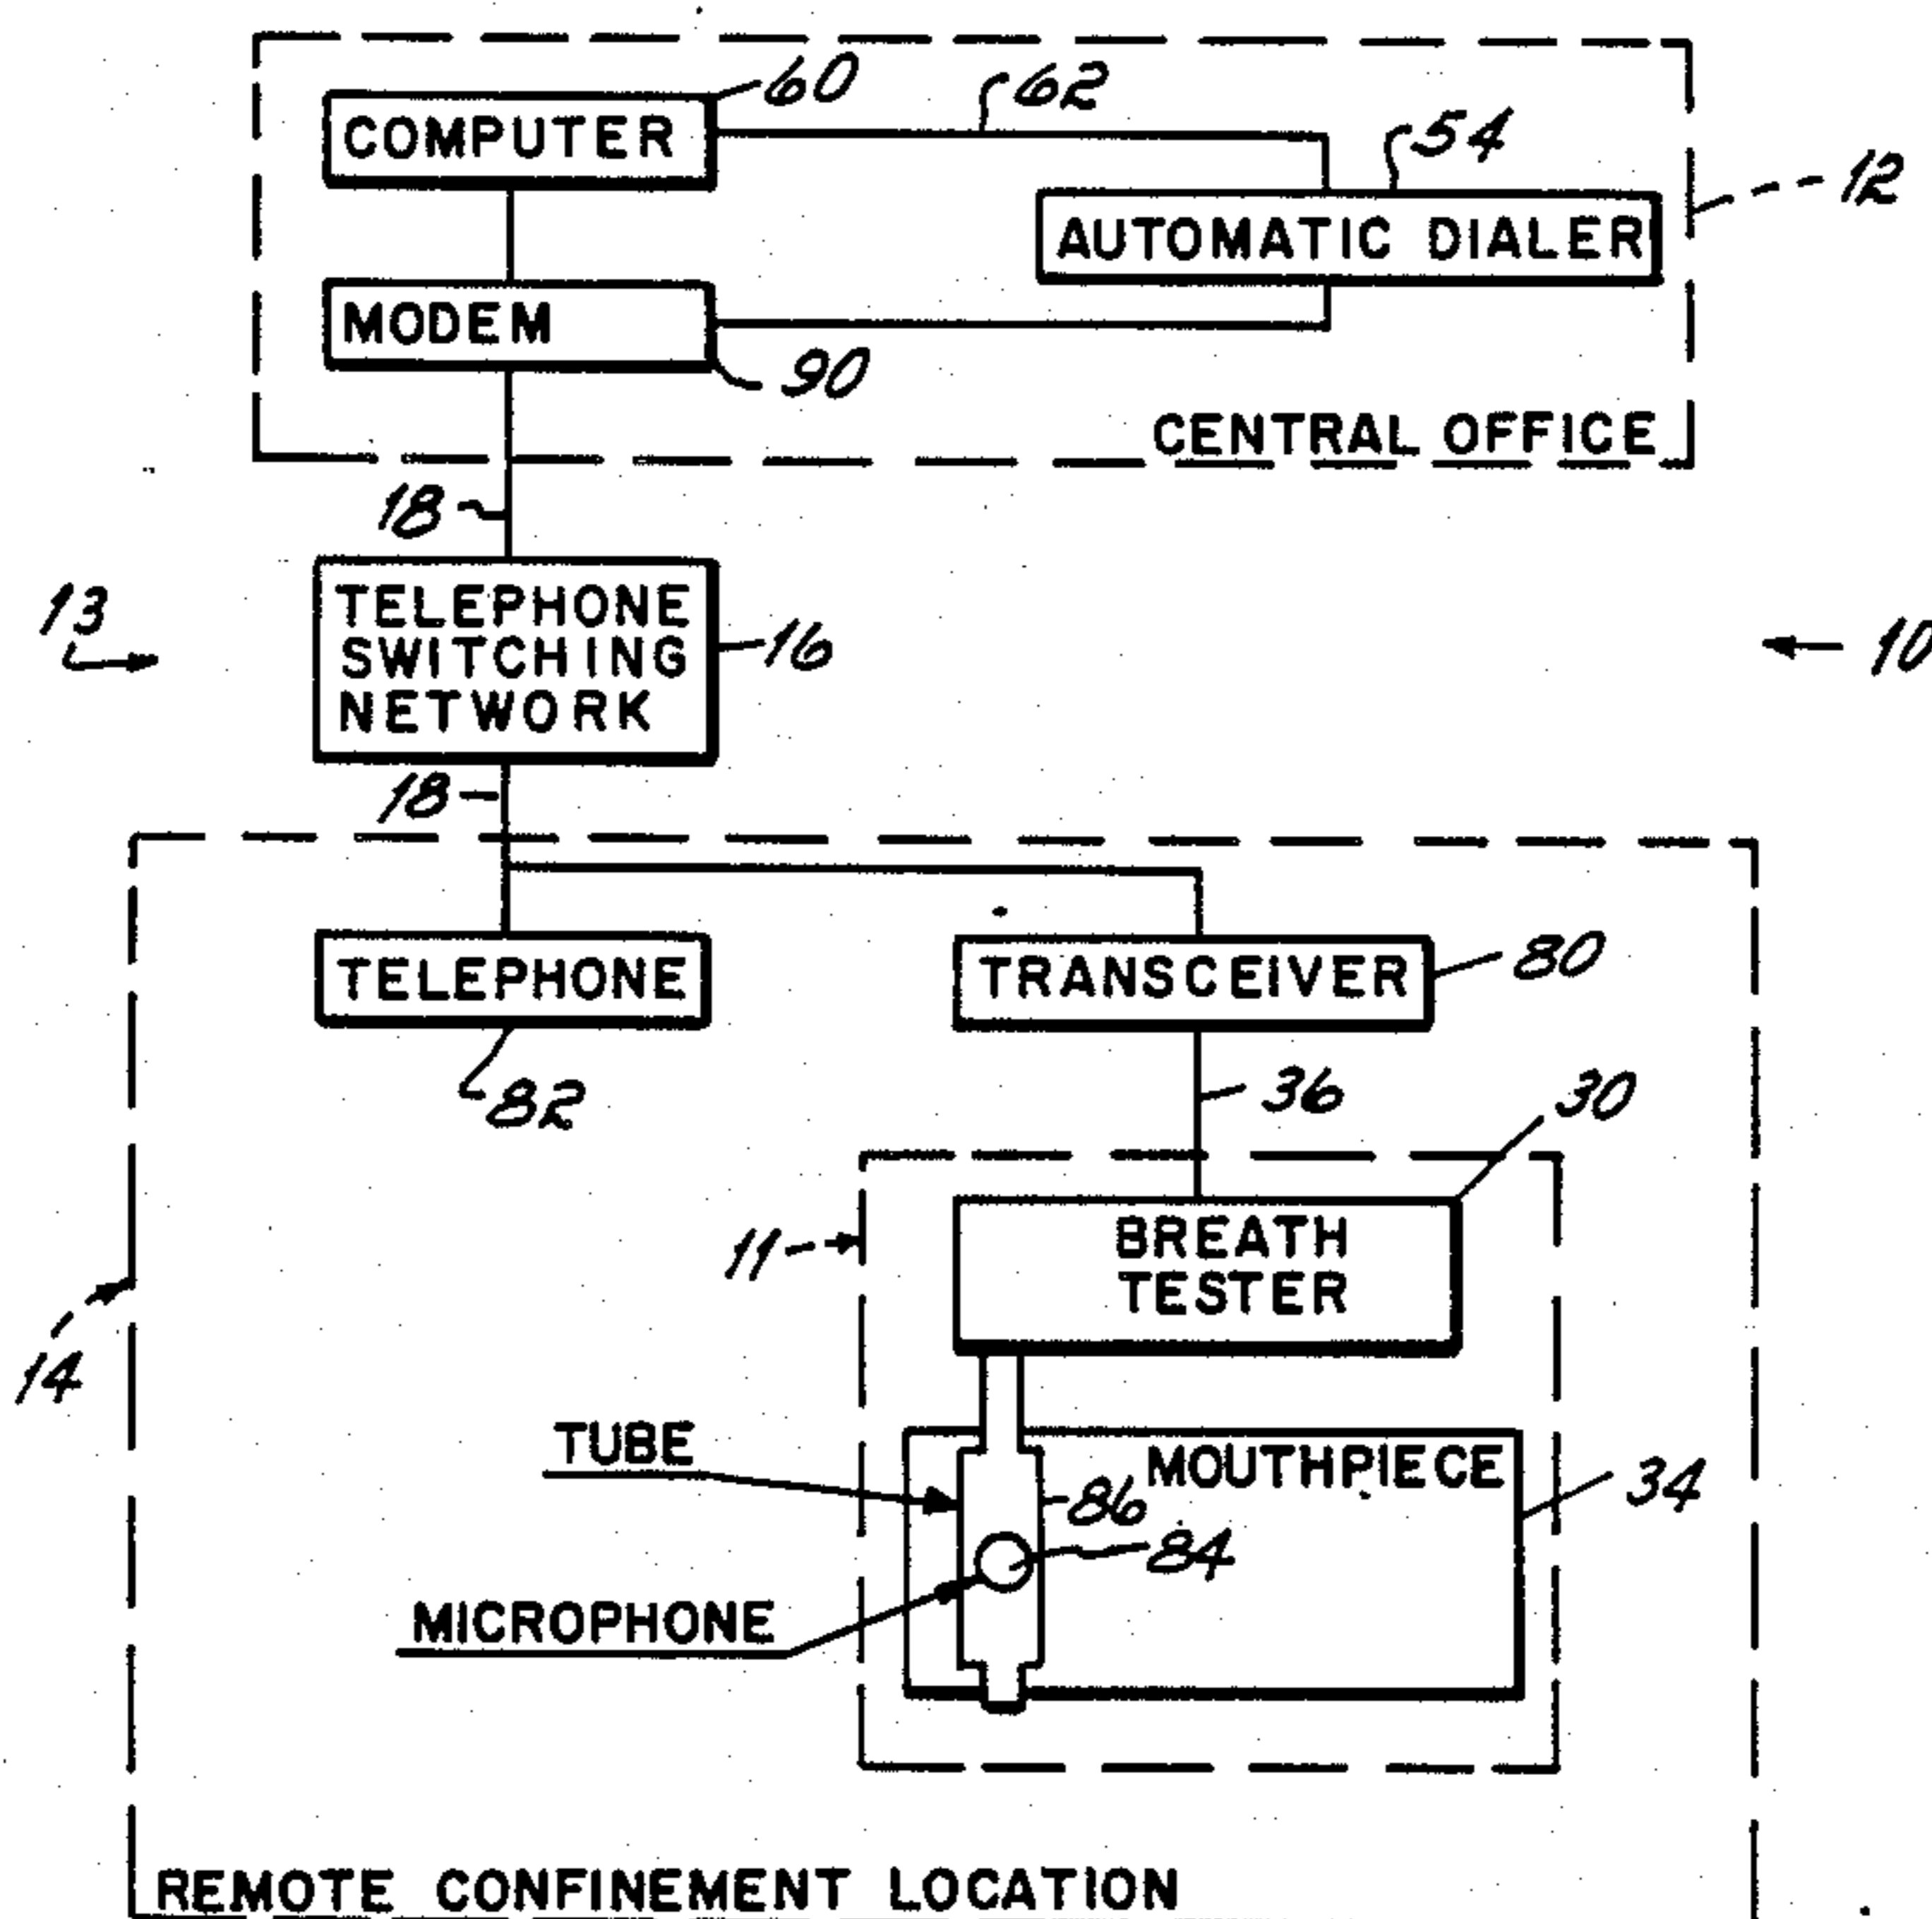 60
62
COMPUTER
54
12
AUTOMATIC DIALER
MODEM
90
CENTRAL OFFICE
18
13
TELEPHONE
SWITCHING
NETWORK
16
10
18
TELEPHONE
TRANSCEIVER
80
82
36
30
11
BREATH
TESTER
14
TUBE
MOUTHPIECE
86
34
84
MICROPHONE
REMOTE CONFINEMENT LOCATION